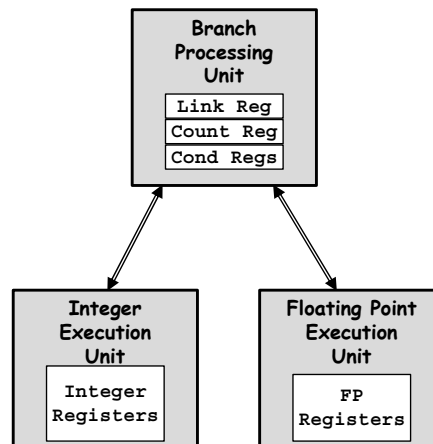 Branch
Processing
Unit
Link Reg
Count Reg
Cond Regs
Integer
Execution
Unit
Integer
Registers
Floating Point
Execution
Unit
FP
Registers